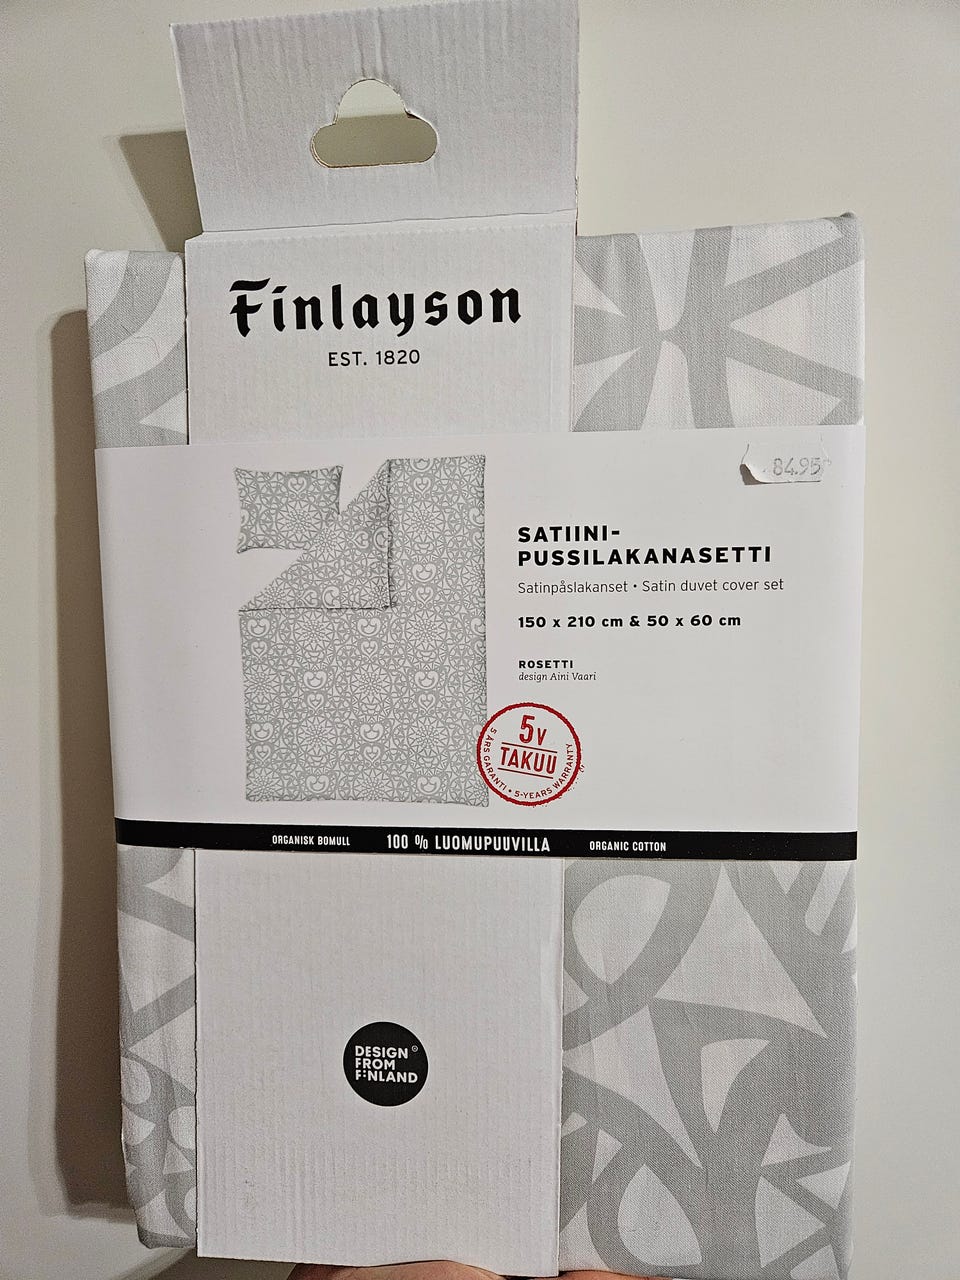 Finlayson
EST. 1820
84.95
SATIINI-
PUSSILAKANASETTI
Satinpåslakanset • Satin duvet cover set
150 x 210 cm & 50 x 60 cm
ROSETTI
design Aini Vaari
5v
TAKUU
5 ÅRS GARANTI • 5-YEARS WARRANTY
ORGANISK BOMULL 100 % LUOMUPUUVILLA ORGANIC COTTON
DESIGN
FROM
FINLAND